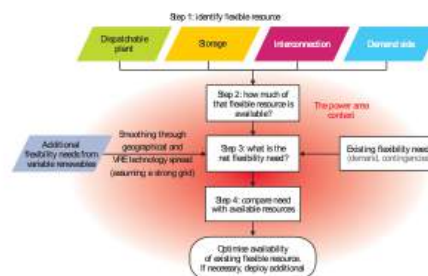 Step 1: identify flexible resource
Dispatchable
plant
Storage
Interconnection
Demand side
Step 2: how much of
that flexible resource is
available?
The power area
context
Additional
flexibility needs from
variable renewables
Smoothing through
geographical and
VRE technology spread
(assuming a strong grid)
Step 3: what is the
net flexibility need?
Existing flexibility need
(demand, contingencies
Step 4: compare need
with available resources
Optimise availability
of existing flexible resource.
If necessary, deploy additional